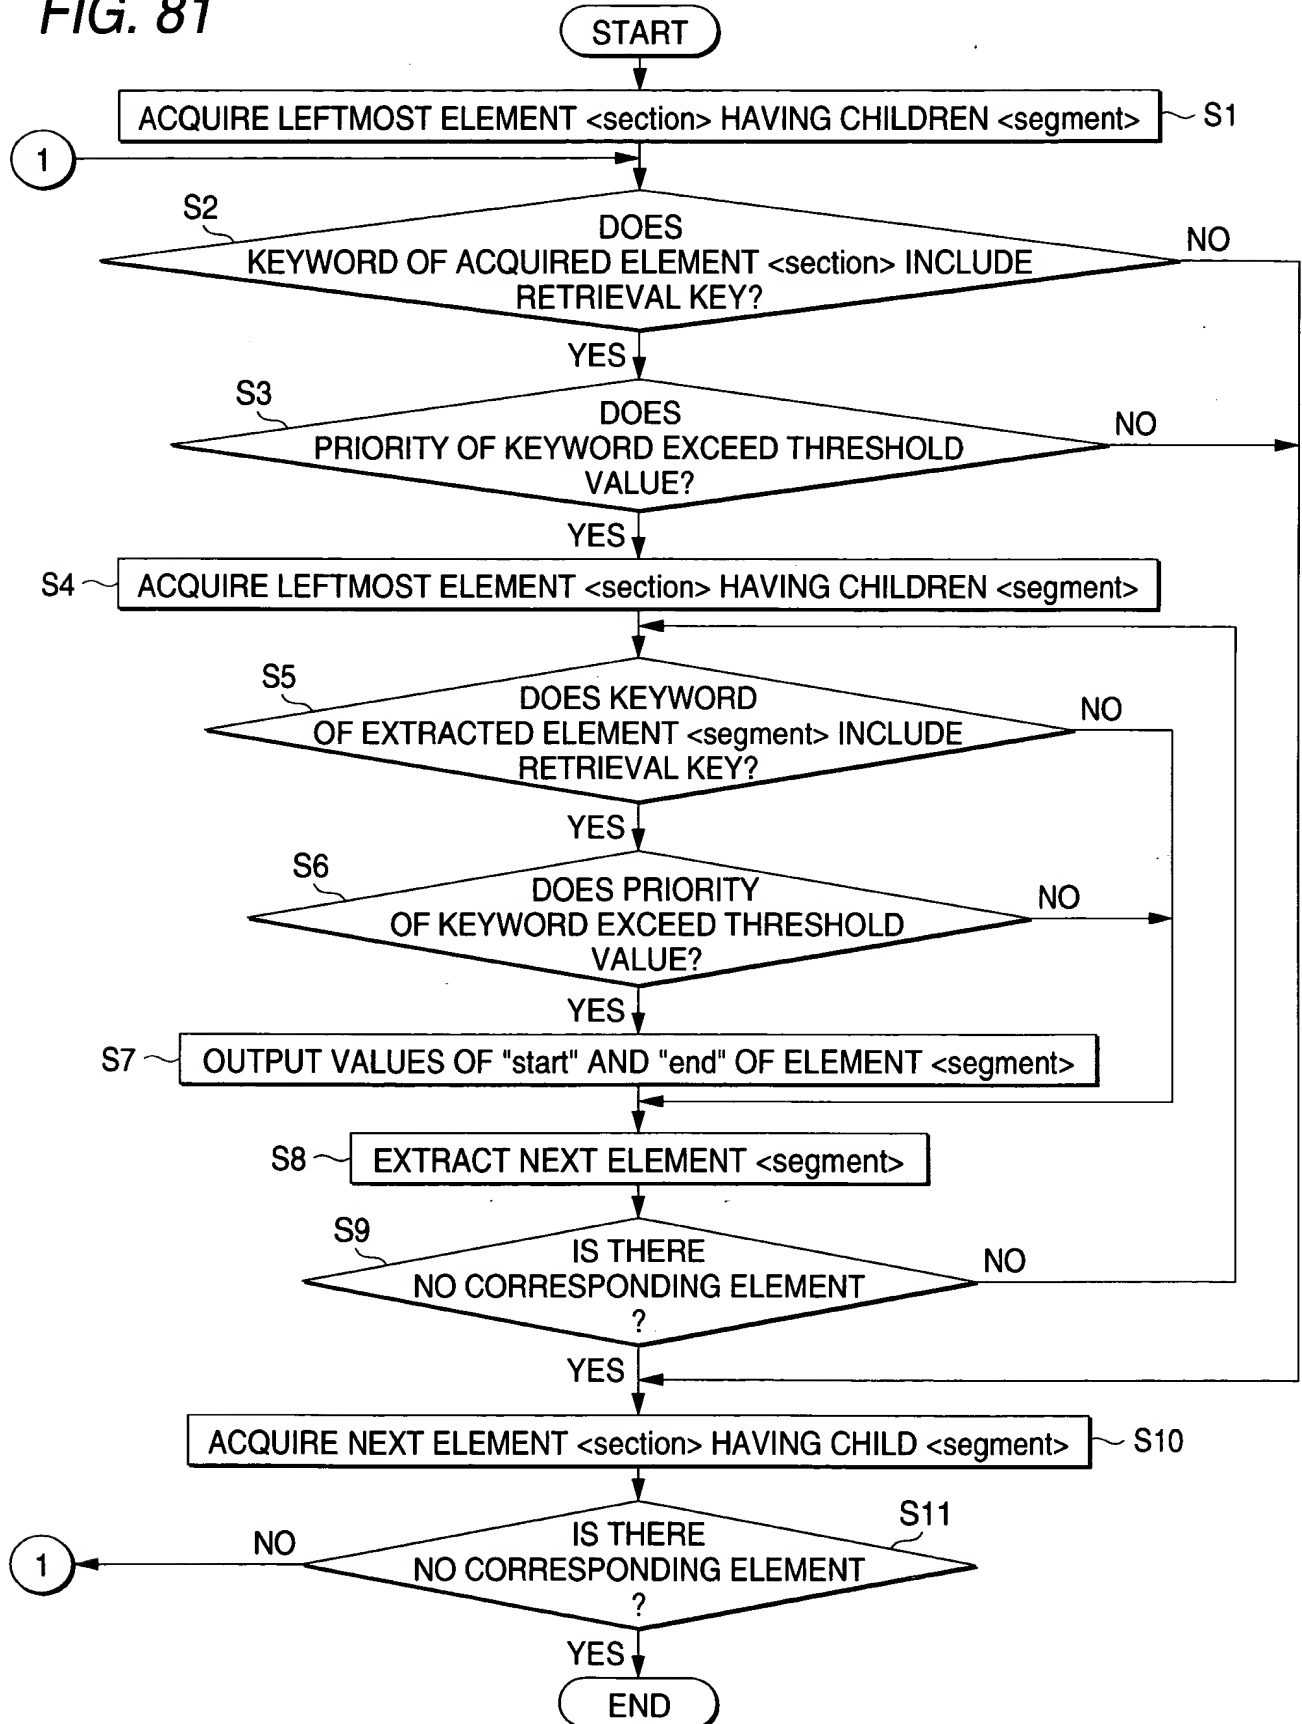 FIG. 81
START
ACQUIRE LEFTMOST ELEMENT <section> HAVING CHILDREN <segment>
S1
1
S2
DOES
KEYWORD OF ACQUIRED ELEMENT <section> INCLUDE
RETRIEVAL KEY?
NO
YES
S3
DOES
PRIORITY OF KEYWORD EXCEED THRESHOLD
VALUE?
NO
YES
S4
ACQUIRE LEFTMOST ELEMENT <section> HAVING CHILDREN <segment>
S5
DOES KEYWORD
OF EXTRACTED ELEMENT <segment> INCLUDE
RETRIEVAL KEY?
NO
YES
S6
DOES PRIORITY
OF KEYWORD EXCEED THRESHOLD
VALUE?
NO
YES
S7
OUTPUT VALUES OF "start" AND "end" OF ELEMENT <segment>
S8
EXTRACT NEXT ELEMENT <segment>
S9
IS THERE
NO CORRESPONDING ELEMENT
?
NO
YES
ACQUIRE NEXT ELEMENT <section> HAVING CHILD <segment>
S10
S11
IS THERE
NO CORRESPONDING ELEMENT
?
NO
1
YES
END